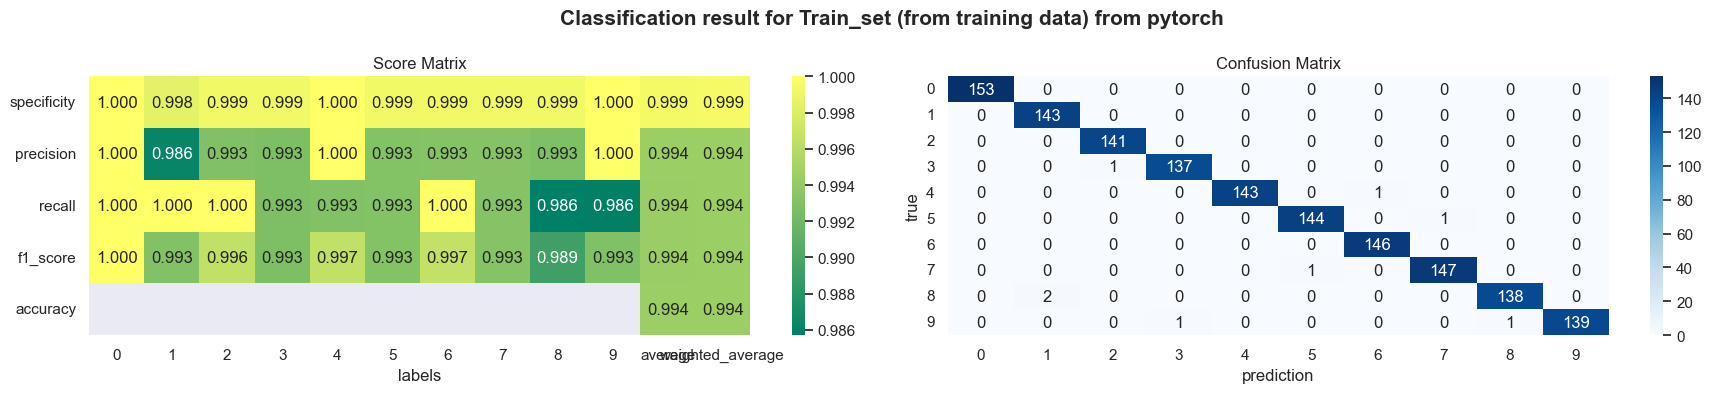 Classification result for Train_set (from training data) from pytorch
Score Matrix
specificity 1.000 0.998 0.999 0.999 1.000 0.999 0.999 0.999 0.999 1.000 0.999 0.999
precision 1.000 0.986 0.993 0.993 1.000 0.993 0.993 0.993 0.993 1.000 0.994 0.994
recall 1.000 1.000 1.000 0.993 0.993 0.993 1.000 0.993 0.986 0.986 0.994 0.994
f1_score 1.000 0.993 0.996 0.993 0.997 0.993 0.997 0.993 0.989 0.993 0.994 0.994
accuracy 0.994 0.994
0 1 2 3 4 5 6 7 8 9 average weighted_average
labels
1.000
0.998
0.996
0.994
0.992
0.990
0.988
0.986
Confusion Matrix
true
0 153 0 0 0 0 0 0 0 0 0
1 0 143 0 0 0 0 0 0 0 0
2 0 0 141 0 0 0 0 0 0 0
3 0 0 1 137 0 0 0 0 0 0
4 0 0 0 0 143 0 1 0 0 0
5 0 0 0 0 0 144 0 1 0 0
6 0 0 0 0 0 0 146 0 0 0
7 0 0 0 0 0 1 0 147 0 0
8 0 2 0 0 0 0 0 0 138 0
9 0 0 0 1 0 0 0 0 1 139
0 1 2 3 4 5 6 7 8 9
prediction
140
120
100
80
60
40
20
0